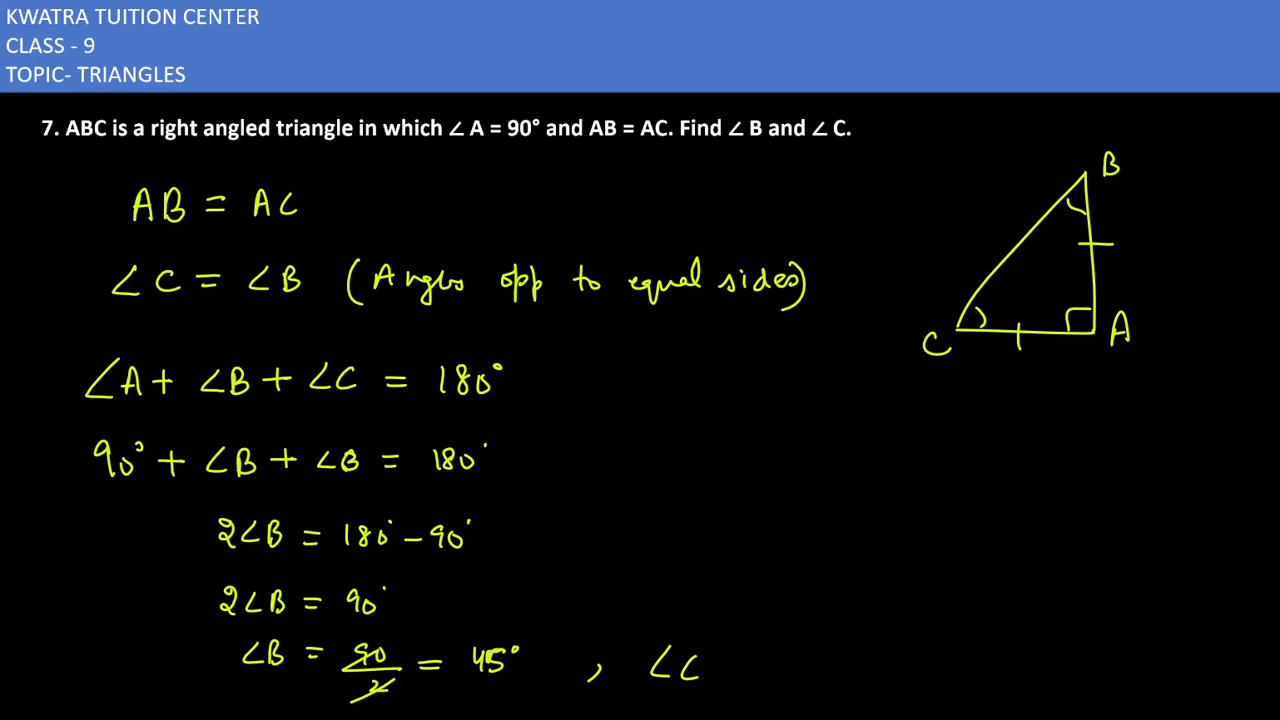 KWATRA TUITION CENTER
CLASS - 9
TOPIC- TRIANGLES
7. ABC is a right angled triangle in which ∠ A = 90° and AB = AC. Find ∠ B and ∠ C.
AB = AC
∠C = ∠B (Angles opp to equal sides)
∠A + ∠B + ∠C = 180°
90° + ∠B + ∠B = 180°
2∠B = 180° - 90°
2∠B = 90°
∠B = 90/2 = 45° , ∠C
B
C
A